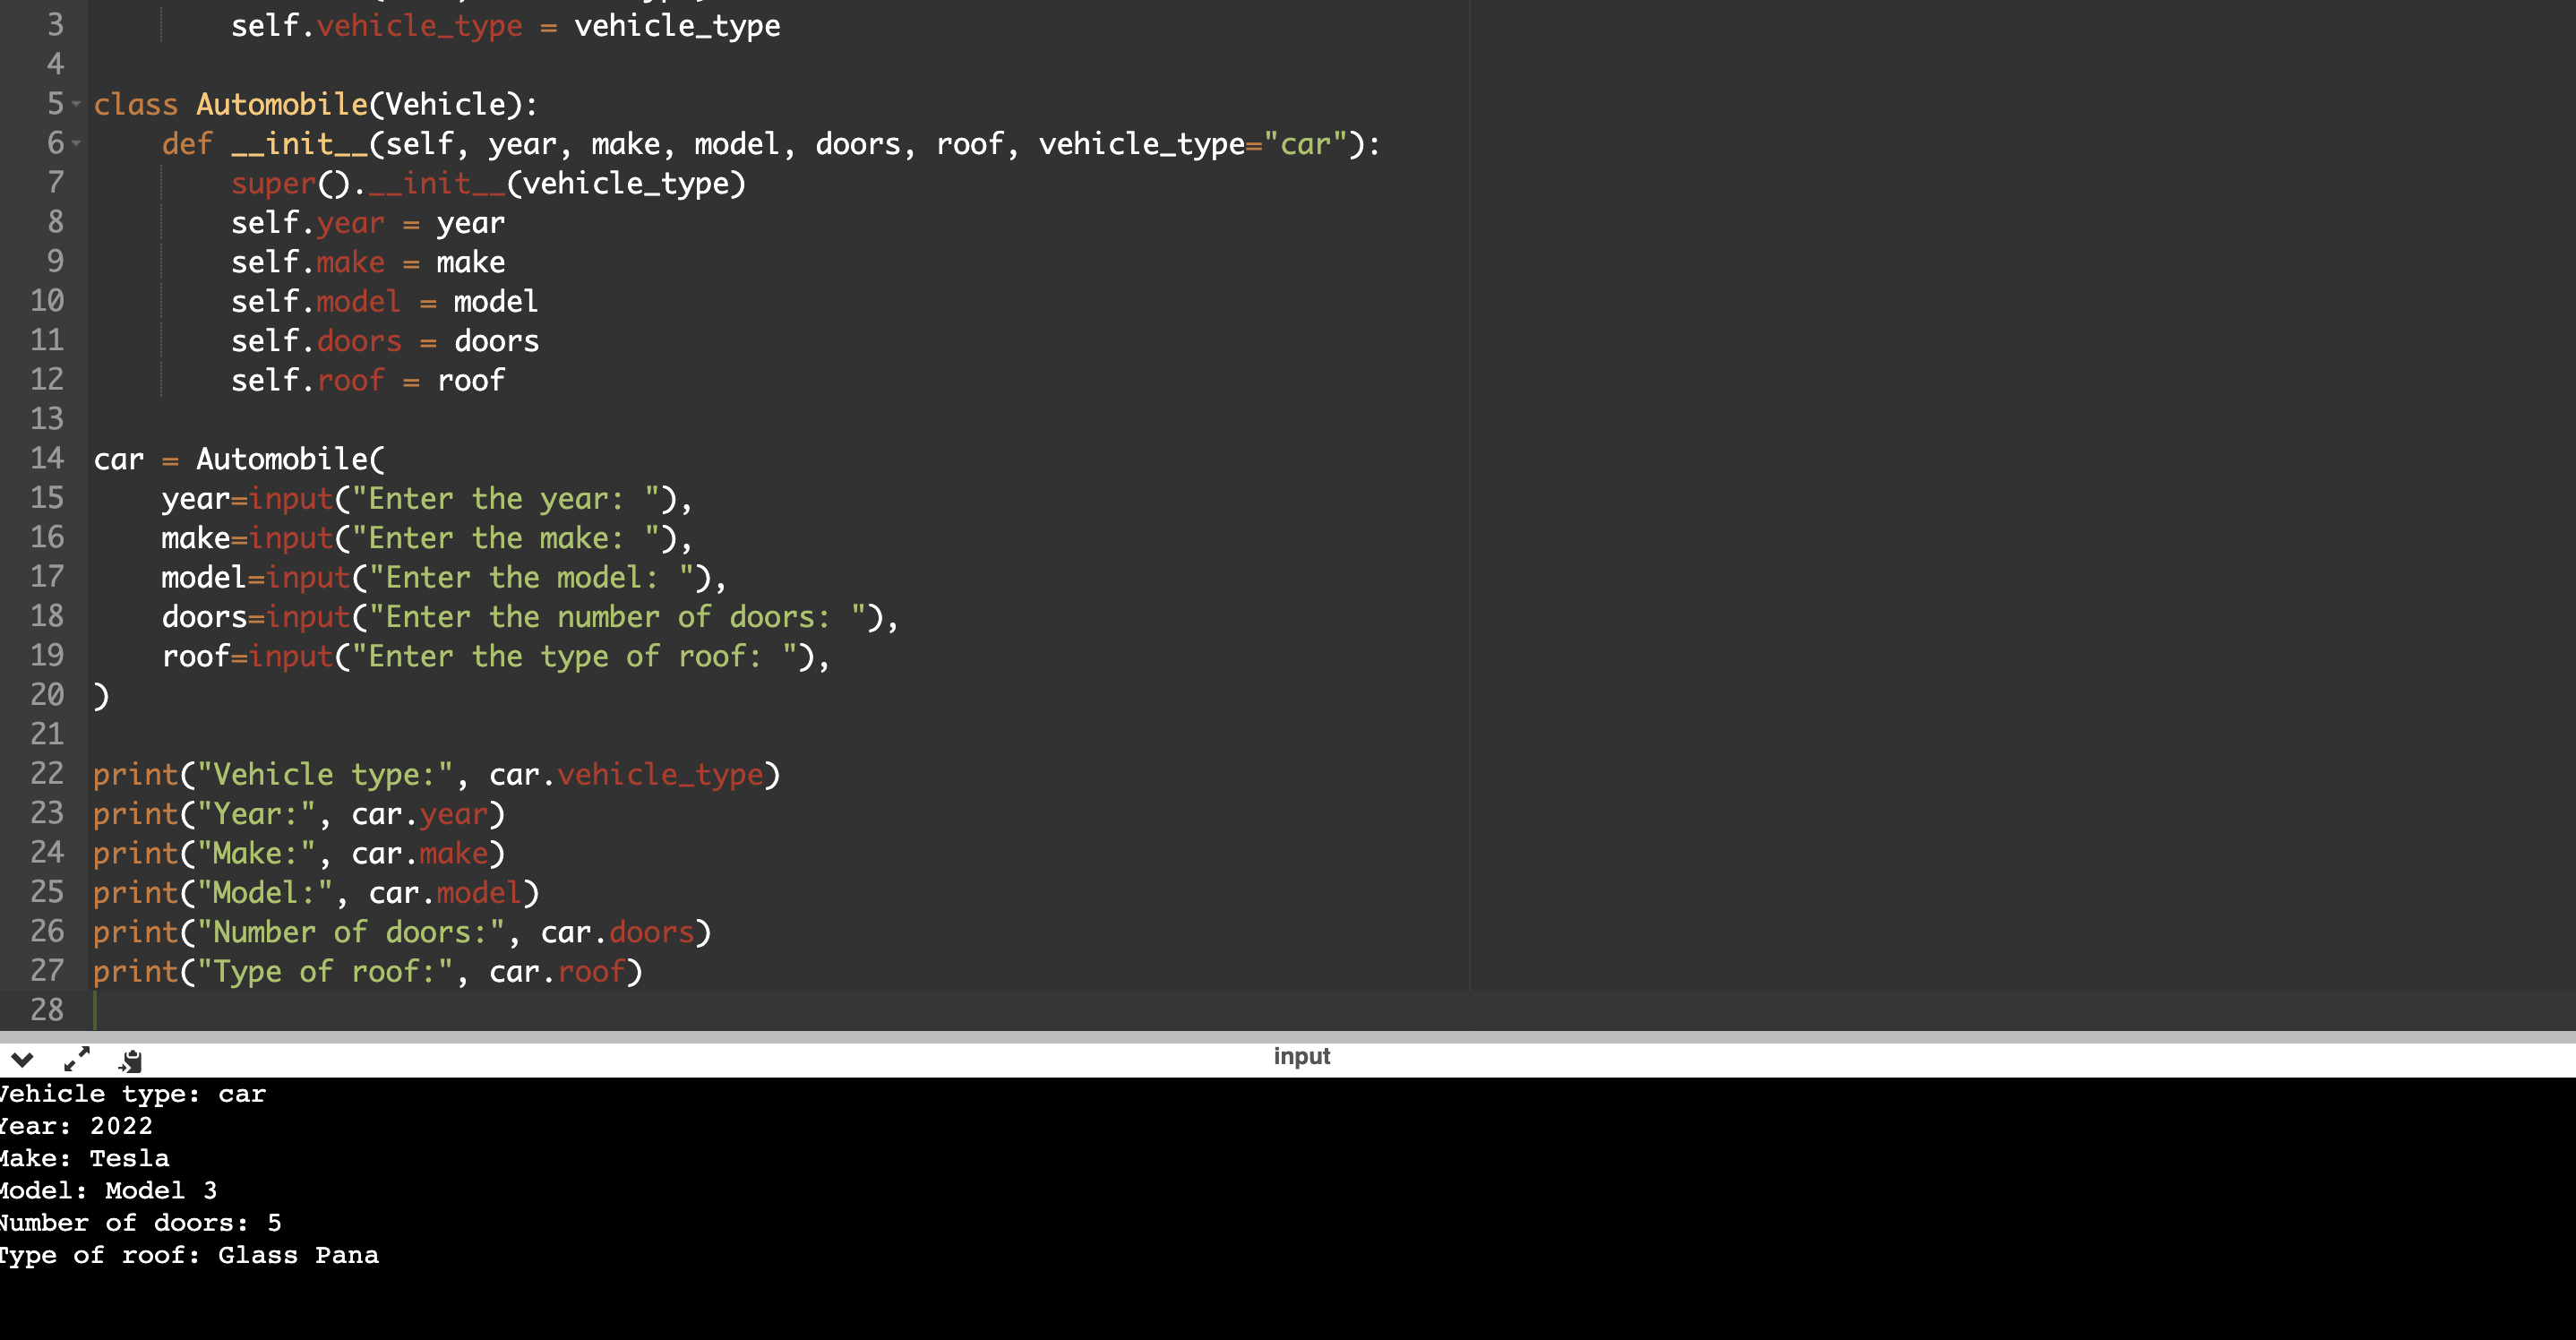 3 self.vehicle_type = vehicle_type
4
5 class Automobile(Vehicle):
6 def __init__(self, year, make, model, doors, roof, vehicle_type="car"):
7 super().__init__(vehicle_type)
8 self.year = year
9 self.make = make
10 self.model = model
11 self.doors = doors
12 self.roof = roof
13
14 car = Automobile(
15 year=input("Enter the year: "),
16 make=input("Enter the make: "),
17 model=input("Enter the model: "),
18 doors=input("Enter the number of doors: "),
19 roof=input("Enter the type of roof: "),
20 )
21
22 print("Vehicle type:", car.vehicle_type)
23 print("Year:", car.year)
24 print("Make:", car.make)
25 print("Model:", car.model)
26 print("Number of doors:", car.doors)
27 print("Type of roof:", car.roof)
28
input
Vehicle type: car
Year: 2022
Make: Tesla
Model: Model 3
Number of doors: 5
Type of roof: Glass Pana